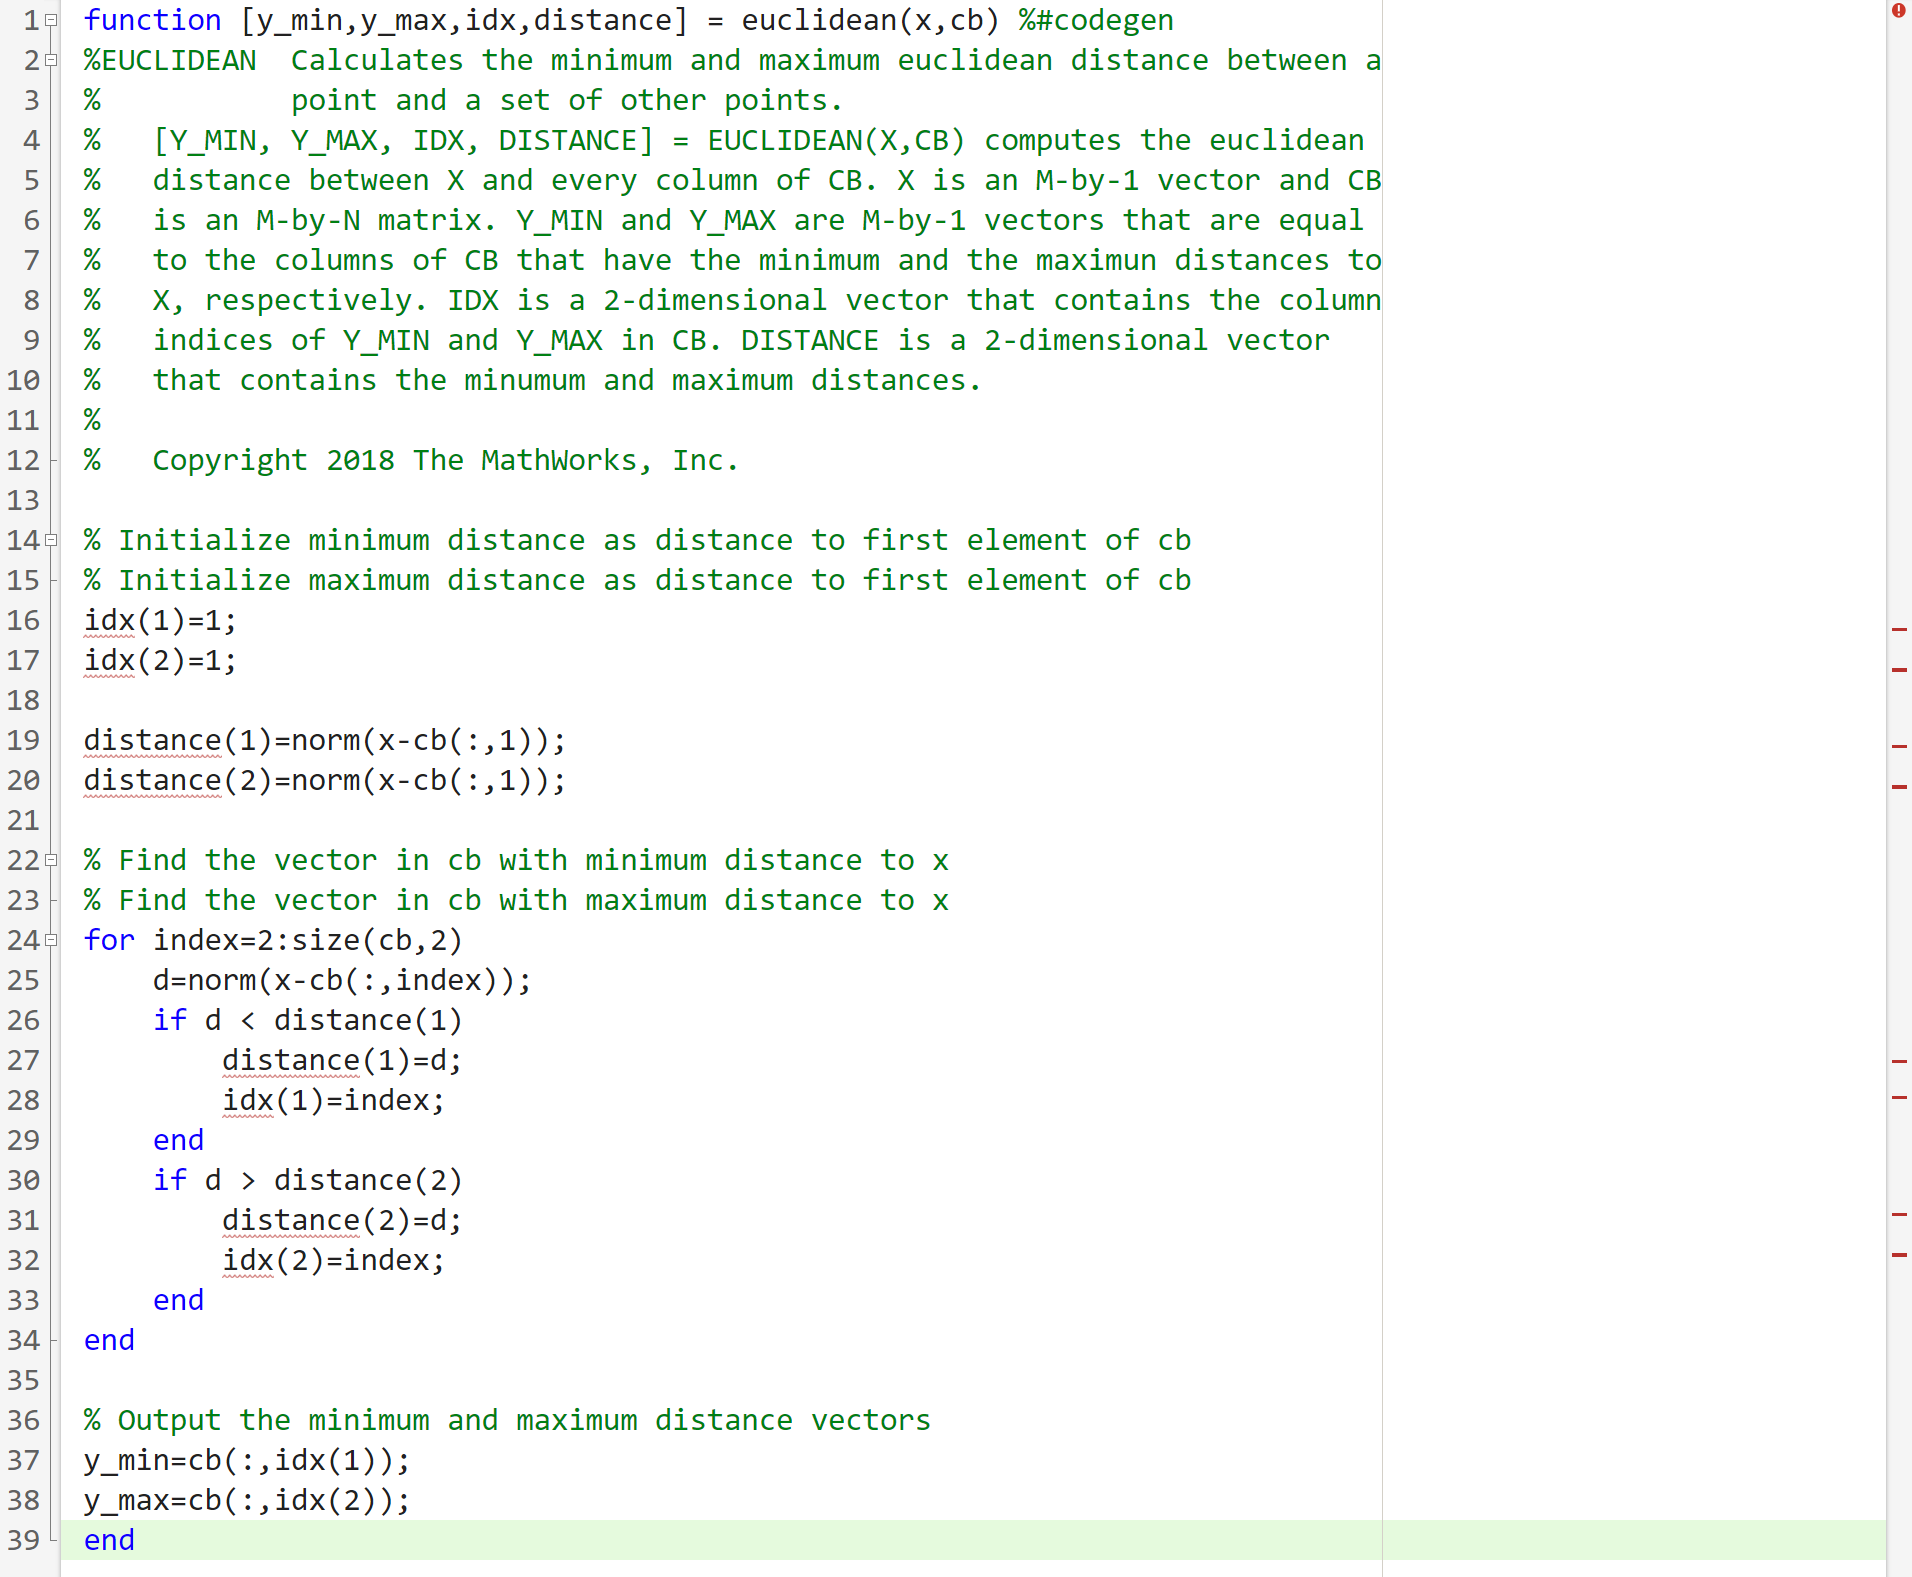 1 function [y_min,y_max,idx,distance] = euclidean(x,cb) %#codegen
2 %EUCLIDEAN  Calculates the minimum and maximum euclidean distance between a
3 %           point and a set of other points.
4 %   [Y_MIN, Y_MAX, IDX, DISTANCE] = EUCLIDEAN(X,CB) computes the euclidean
5 %   distance between X and every column of CB. X is an M-by-1 vector and CB
6 %   is an M-by-N matrix. Y_MIN and Y_MAX are M-by-1 vectors that are equal
7 %   to the columns of CB that have the minimum and the maximun distances to
8 %   X, respectively. IDX is a 2-dimensional vector that contains the column
9 %   indices of Y_MIN and Y_MAX in CB. DISTANCE is a 2-dimensional vector
10 %   that contains the minumum and maximum distances.
11 %
12 %   Copyright 2018 The MathWorks, Inc.
13
14 % Initialize minimum distance as distance to first element of cb
15 % Initialize maximum distance as distance to first element of cb
16 idx(1)=1;
17 idx(2)=1;
18
19 distance(1)=norm(x-cb(:,1));
20 distance(2)=norm(x-cb(:,1));
21
22 % Find the vector in cb with minimum distance to x
23 % Find the vector in cb with maximum distance to x
24 for index=2:size(cb,2)
25     d=norm(x-cb(:,index));
26     if d < distance(1)
27         distance(1)=d;
28         idx(1)=index;
29     end
30     if d > distance(2)
31         distance(2)=d;
32         idx(2)=index;
33     end
34 end
35
36 % Output the minimum and maximum distance vectors
37 y_min=cb(:,idx(1));
38 y_max=cb(:,idx(2));
39 end